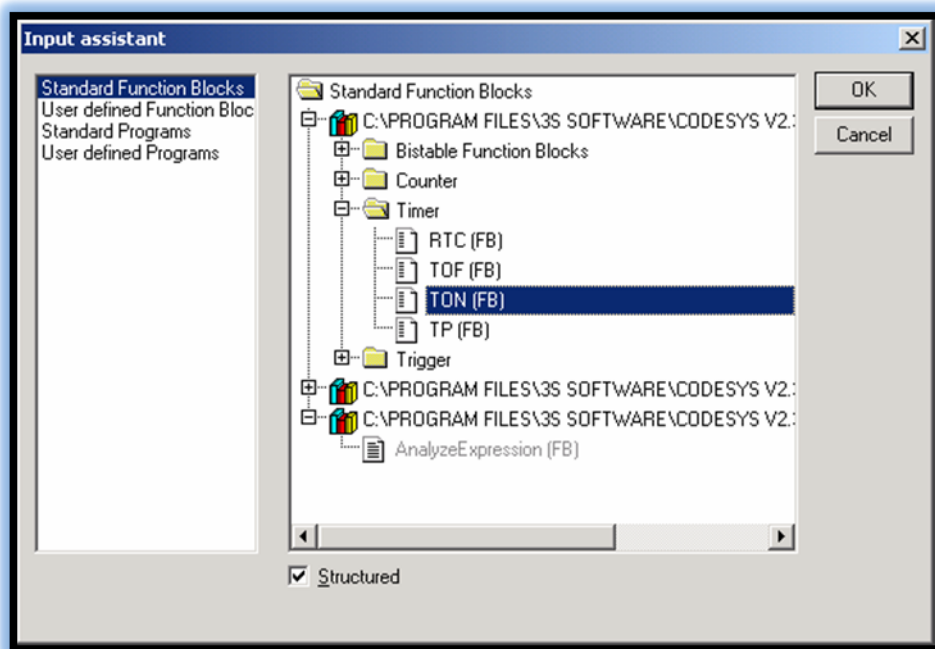 Input assistant
Standard Function Blocks
User defined Function Bloc
Standard Programs
User defined Programs
Standard Function Blocks
C:\PROGRAM FILES\3S SOFTWARE\CODESYS V2.
Bistable Function Blocks
Counter
Timer
RTC (FB)
TOF (FB)
TON (FB)
TP (FB)
Trigger
C:\PROGRAM FILES\3S SOFTWARE\CODESYS V2.
C:\PROGRAM FILES\3S SOFTWARE\CODESYS V2.
AnalyzeExpression (FB)
Structured
OK
Cancel